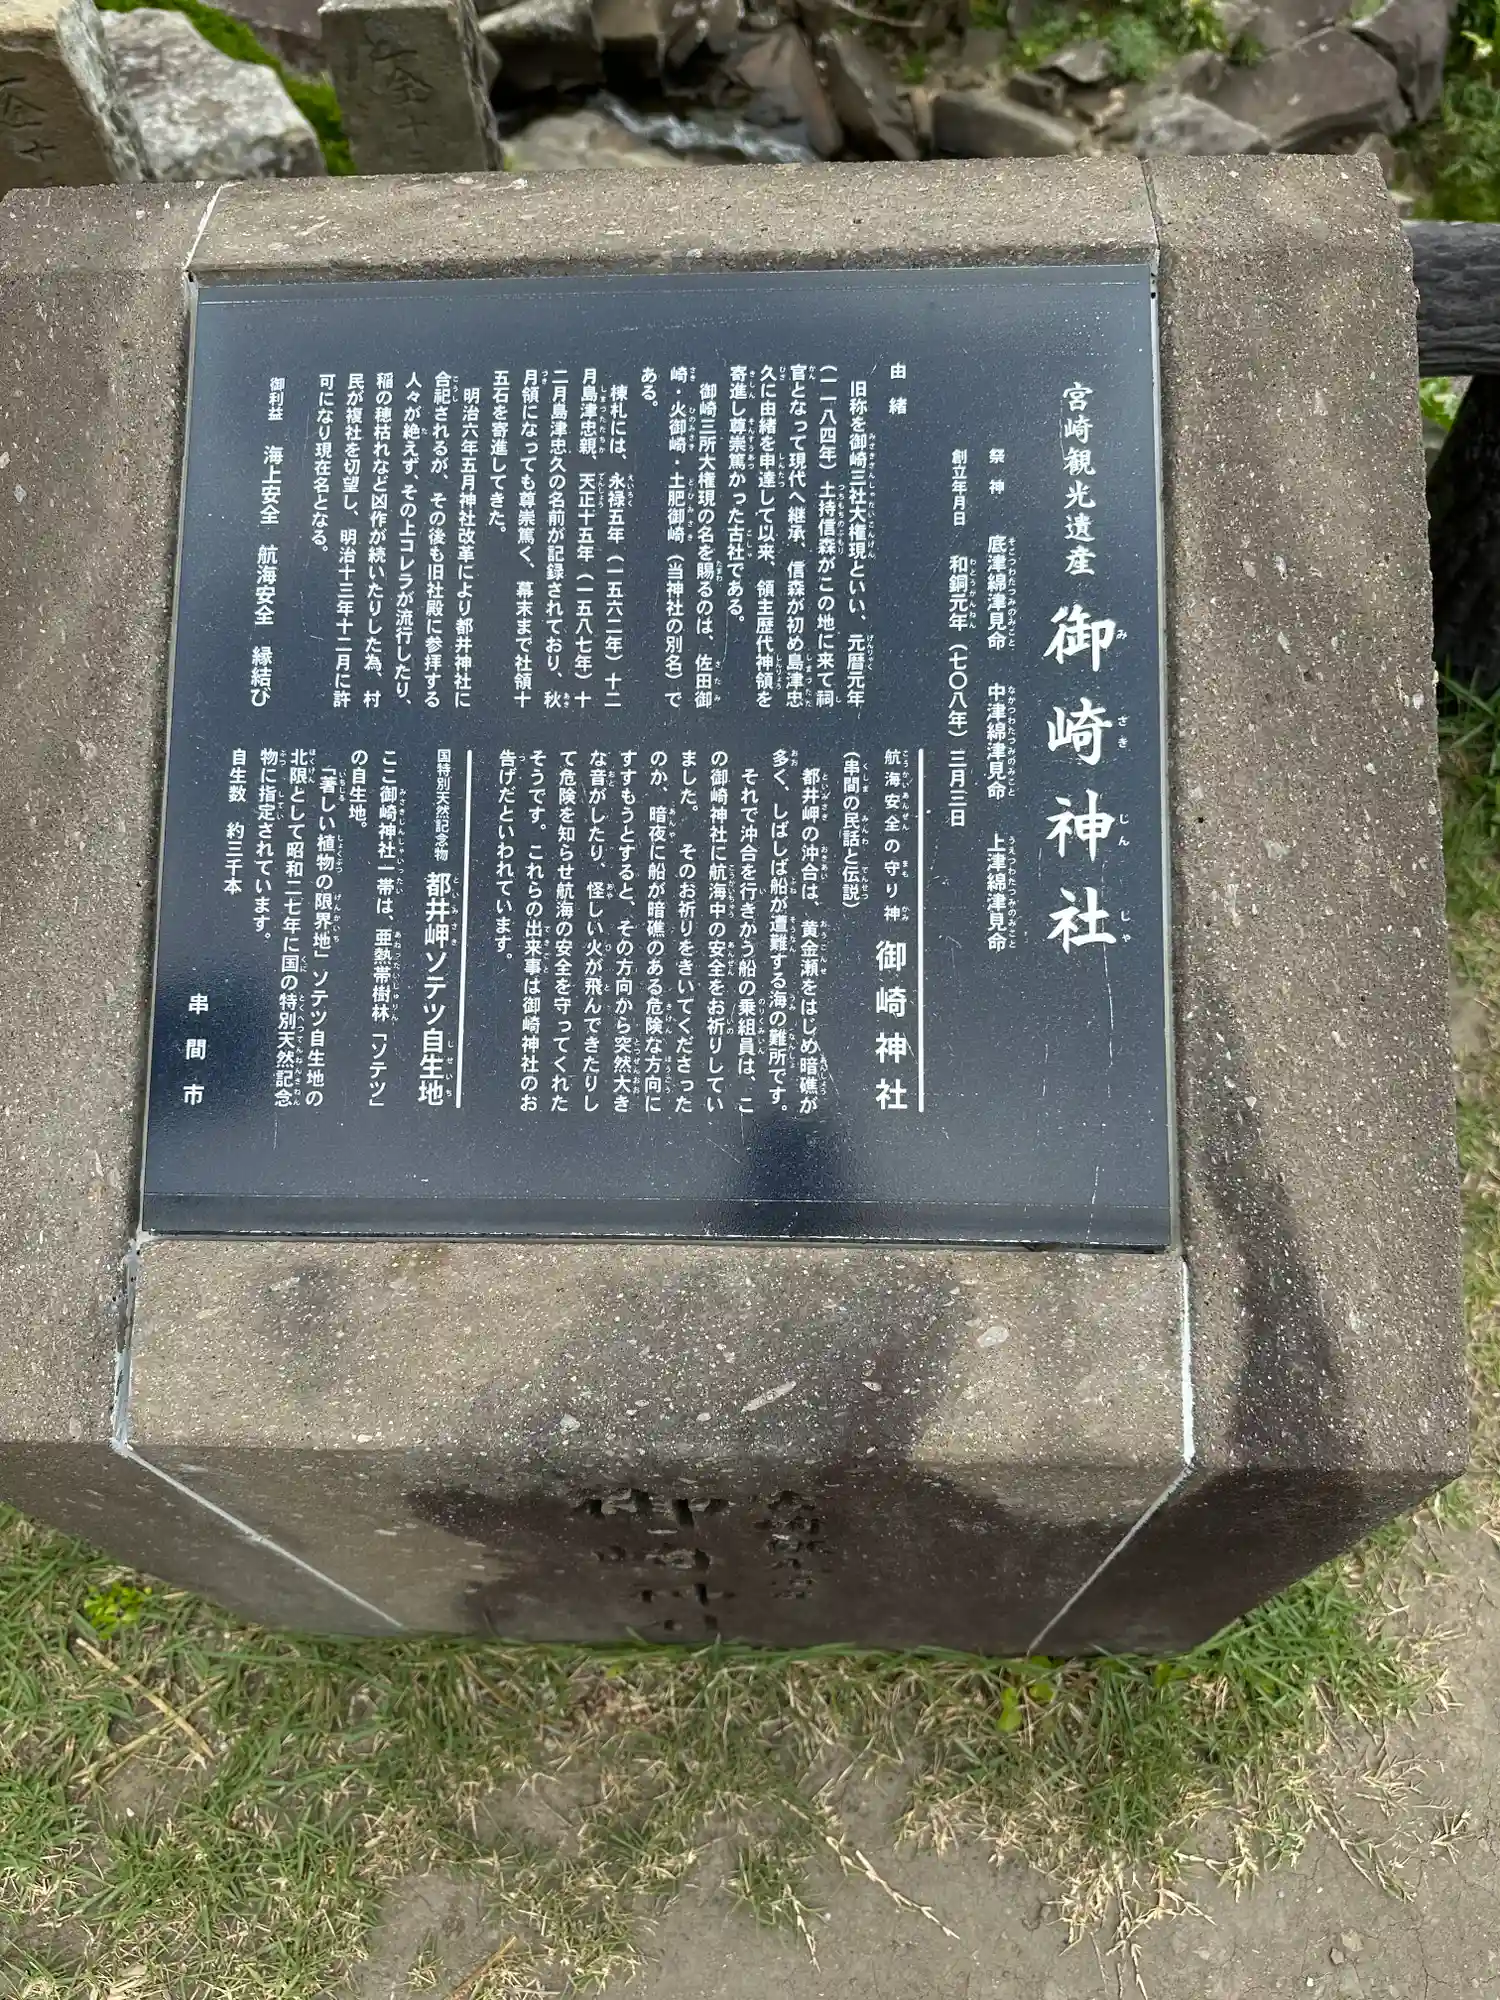 宮崎観光遺産 御崎神社
祭神 底津綿津見命 中津綿津見命 上津綿津見命
創立年月日 和銅元年(七〇八年)三月三日
由緒
旧称を御崎三社大権現といい、元暦元年
(一一八四年)土持信森がこの地に来て祠
官となって現代へ継承、信森が初め島津忠
久に由緒を申達して以来、領主歴代神領を
寄進し尊崇篤かった古社である。
御崎三所大権現の名を賜るのは、佐田御
崎・火御崎・土肥御崎(当神社の別名)で
ある。
棟札には、永禄五年(一五六二年)十二
月島津忠親、天正十五年(一五八七年)十
二月島津忠久の名前が記録されており、秋
月領になっても尊崇篤く、幕末まで社領十
五石を寄進してきた。
明治六年五月神社改革により都井神社に
合祀されるが、その後も旧社殿に参拝する
人々が絶えず、その上コレラが流行したり、
稲の穂枯れなど凶作が続いたりした為、村
民が複社を切望し、明治十三年十二月に許
可になり現在名となる。
御利益 海上安全 航海安全 縁結び
航海安全の守り神 御崎神社
(串間の民話と伝説)
都井岬の沖合は、黄金瀬をはじめ暗礁が
多く、しばしば船が遭難する海の難所です。
それで沖合を行きかう船の乗組員は、こ
の御崎神社に航海中の安全をお祈りしてい
ました。 そのお祈りをきいてくださった
のか、暗夜に船が暗礁のある危険な方向に
すすもうとすると、その方向から突然大き
な音がしたり、怪しい火が飛んできたりし
て危険を知らせ航海の安全を守ってくれた
そうです。これらの出来事は御崎神社のお
告げだといわれています。
国特別天然記念物 都井岬ソテツ自生地
ここ御崎神社一帯は、亜熱帯樹林「ソテツ」
の自生地。
「著しい植物の限界地」ソテツ自生地の
北限として昭和二七年に国の特別天然記念
物に指定されています。
自生数 約三千本
串間市